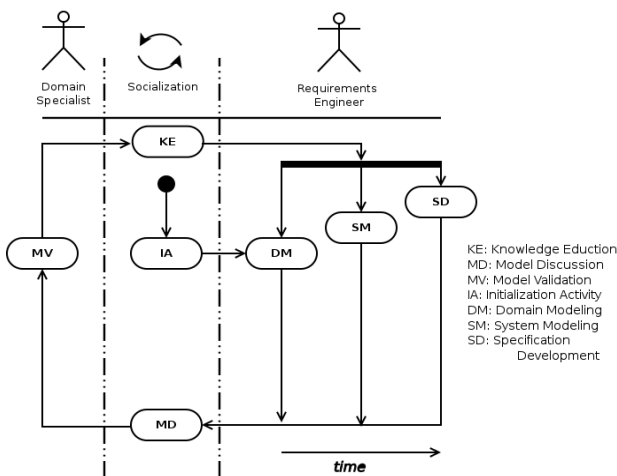 Domain
Specialist
Socialization
Requirements
Engineer
KE
SD
SM
MV
IA
DM
KE: Knowledge Eduction
MD: Model Discussion
MV: Model Validation
IA: Initialization Activity
DM: Domain Modeling
SM: System Modeling
SD: Specification
Development
MD
time